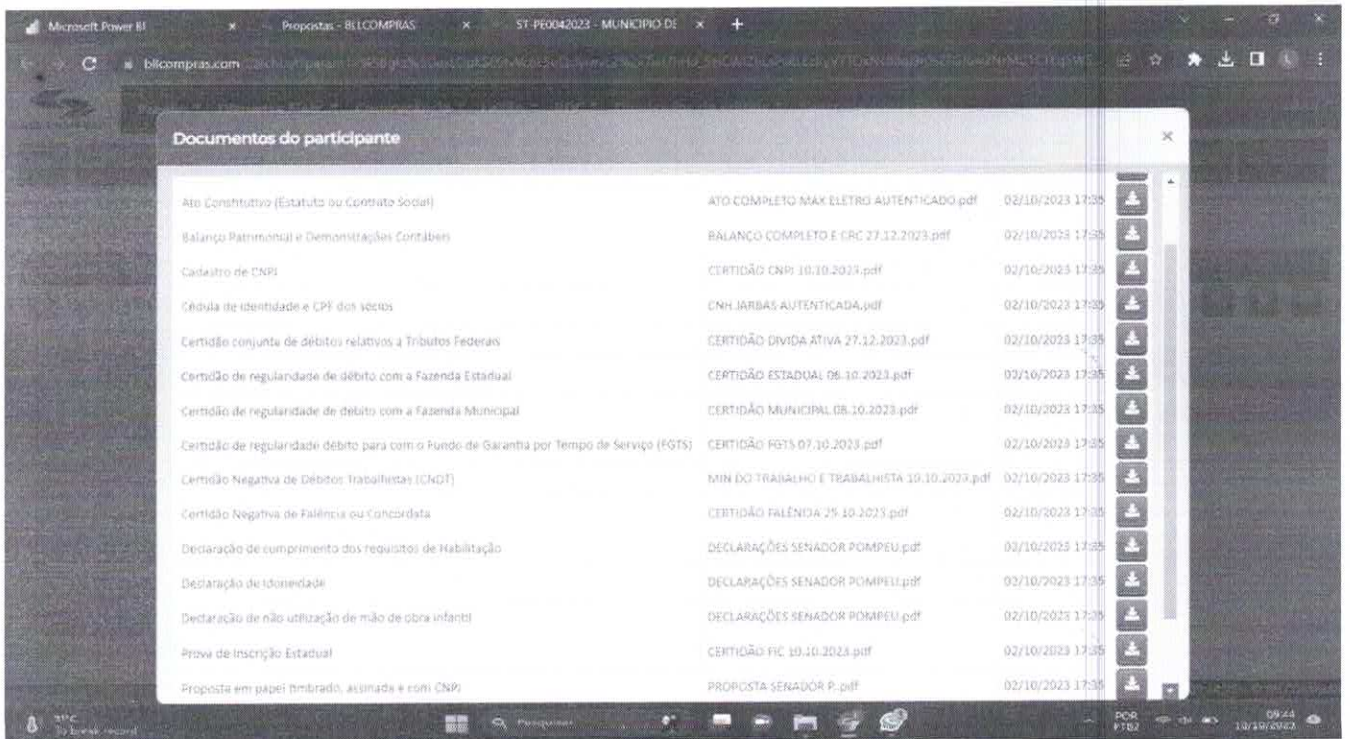 Microsoft Power BI
Propostas - BLLCOMPRAS
ST-PE0042023 - MUNICIPIO DE
bllcompras.com
Documentos do participante
Ato Constitutivo (Estatuto ou Contrato Social) ATO COMPLETO MAX ELETRO AUTENTICADO.pdf 02/10/2023 17:35
Balanço Patrimonial e Demonstrações Contábeis BALANÇO COMPLETO E CRC 27.12.2023.pdf 02/10/2023 17:35
Cadastro de CNPJ CERTIDÃO CNPJ 10.10.2023.pdf 02/10/2023 17:35
Cédula de identidade e CPF dos sócios CNH JARBAS AUTENTICADA.pdf 02/10/2023 17:35
Certidão conjunta de débitos relativos a Tributos Federais CERTIDÃO DIVIDA ATIVA 27.12.2023.pdf 02/10/2023 17:35
Certidão de regularidade de débito com a Fazenda Estadual CERTIDÃO ESTADUAL 06.10.2023.pdf 02/10/2023 17:35
Certidão de regularidade de débito com a Fazenda Municipal CERTIDÃO MUNICIPAL 08.10.2023.pdf 02/10/2023 17:35
Certidão de regularidade débito para com o Fundo de Garantia por Tempo de Serviço (FGTS) CERTIDÃO FGTS 07.10.2023.pdf 02/10/2023 17:35
Certidão Negativa de Débitos Trabalhistas (CNDT) MIN DO TRABALHO E TRABALHISTA 10.10.2023.pdf 02/10/2023 17:35
Certidão Negativa de Falência ou Concordata CERTIDÃO FALÊNCIA 29.10.2023.pdf 02/10/2023 17:35
Declaração de cumprimento dos requisitos de Habilitação DECLARAÇÕES SENADOR POMPEU.pdf 02/10/2023 17:35
Declaração de Idoneidade DECLARAÇÕES SENADOR POMPEU.pdf 02/10/2023 17:35
Declaração de não utilização de mão de obra infantil DECLARAÇÕES SENADOR POMPEU.pdf 02/10/2023 17:35
Prova de Inscrição Estadual CERTIDÃO FIC 10.10.2023.pdf 02/10/2023 17:35
Proposta em papel timbrado, assinada e com CNPJ PROPOSTA SENADOR P..pdf 02/10/2023 17:35
To break record
Pesquisar
POR
PTB2
09:44
10/10/2023